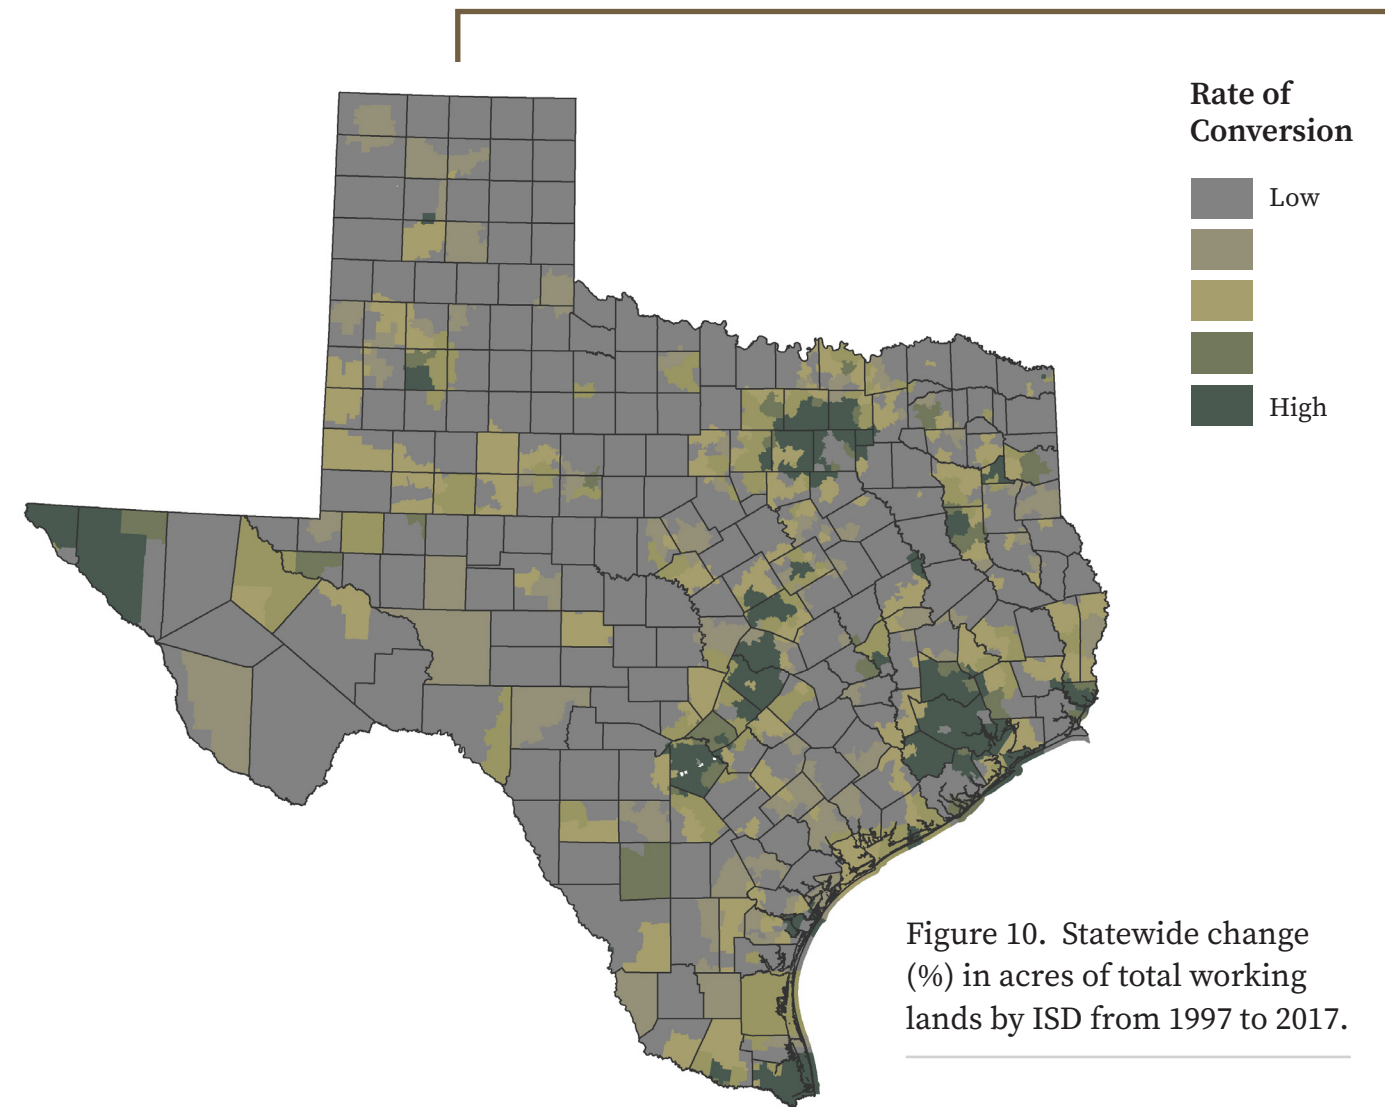 Rate of
Conversion
Low
High
Figure 10.  Statewide change
(%) in acres of total working
lands by ISD from 1997 to 2017.